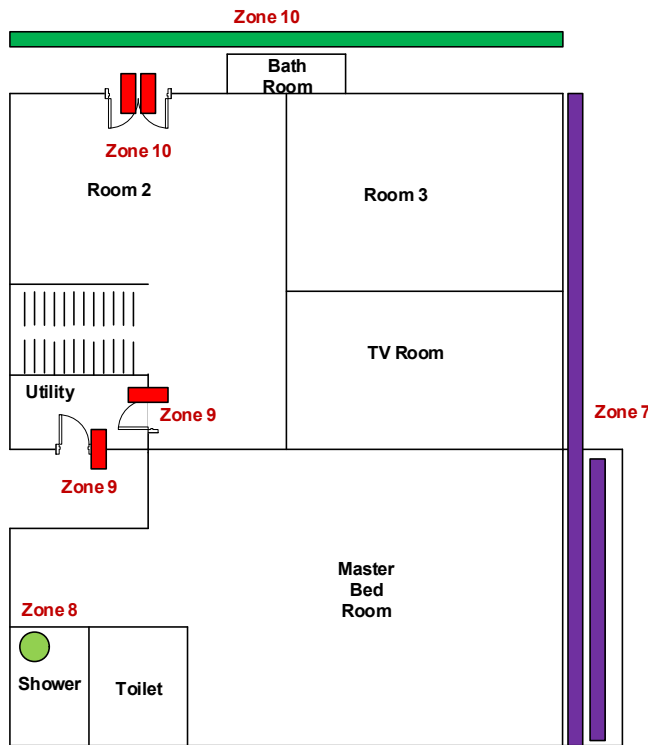 Zone 10
Bath
Room
Zone 10
Room 2
Room 3
TV Room
Utility
Zone 9
Zone 7
Zone 9
Master
Bed
Room
Zone 8
Shower
Toilet